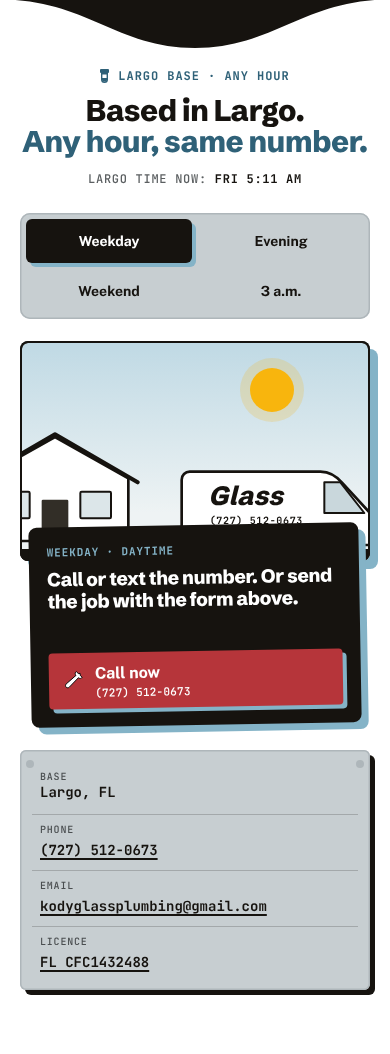 LARGO BASE · ANY HOUR
Based in Largo.
Any hour, same number.
LARGO TIME NOW: FRI 5:11 AM
Weekday
Evening
Weekend
3 a.m.
Glass
(727) 512-0673
WEEKDAY · DAYTIME
Call or text the number. Or send
the job with the form above.
Call now
(727) 512-0673
BASE
Largo, FL
PHONE
(727) 512-0673
EMAIL
kodyglassplumbing@gmail.com
LICENCE
FL CFC1432488